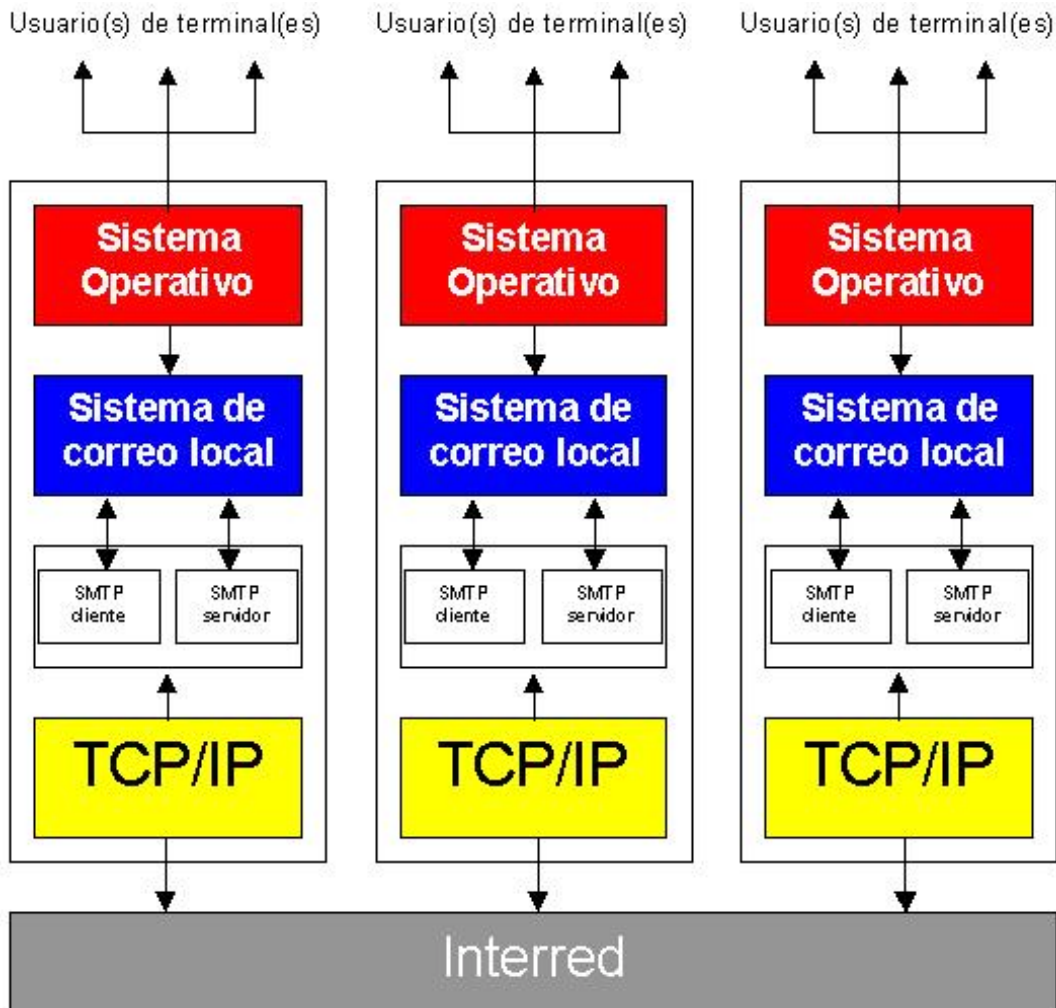 Usuario(s) de terminal(es) Usuario(s) de terminal(es) Usuario(s) de terminal(es)
Sistema Operativo
Sistema de correo local
SMTP cliente
SMTP servidor
TCP/IP
Sistema Operativo
Sistema de correo local
SMTP cliente
SMTP servidor
TCP/IP
Sistema Operativo
Sistema de correo local
SMTP cliente
SMTP servidor
TCP/IP
Interred